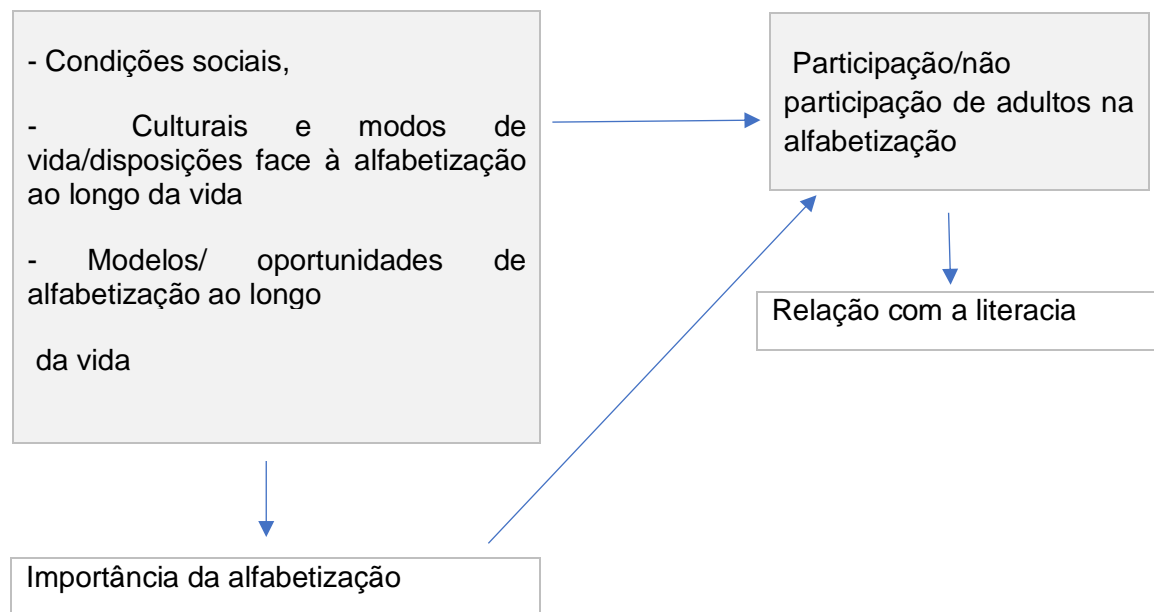 - Condições sociais,
- Culturais e modos de
vida/disposições face à alfabetização
ao longo da vida
- Modelos/ oportunidades de
alfabetização ao longo
da vida
Participação/não
participação de adultos na
alfabetização
Relação com a literacia
Importância da alfabetização